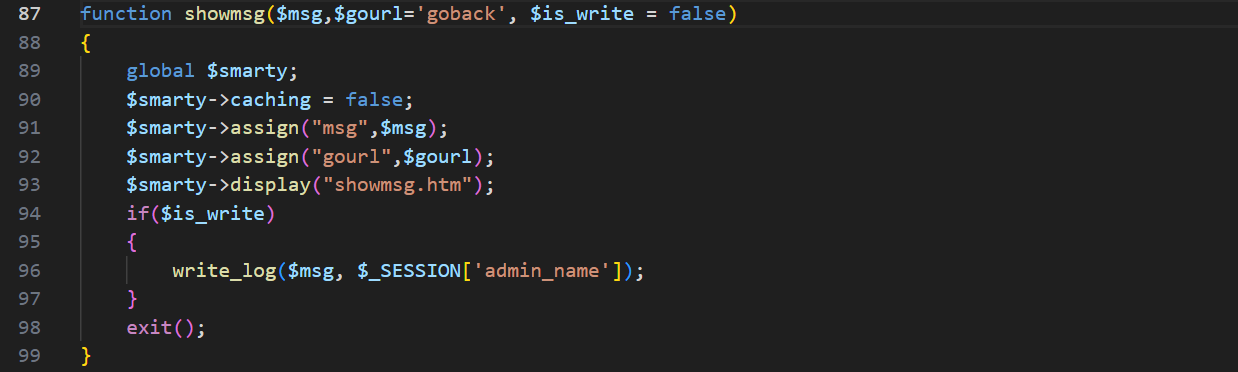 87 function showmsg($msg,$gourl='goback', $is_write = false)
88 {
89     global $smarty;
90     $smarty->caching = false;
91     $smarty->assign("msg",$msg);
92     $smarty->assign("gourl",$gourl);
93     $smarty->display("showmsg.htm");
94     if($is_write)
95     {
96         write_log($msg, $_SESSION['admin_name']);
97     }
98     exit();
99 }